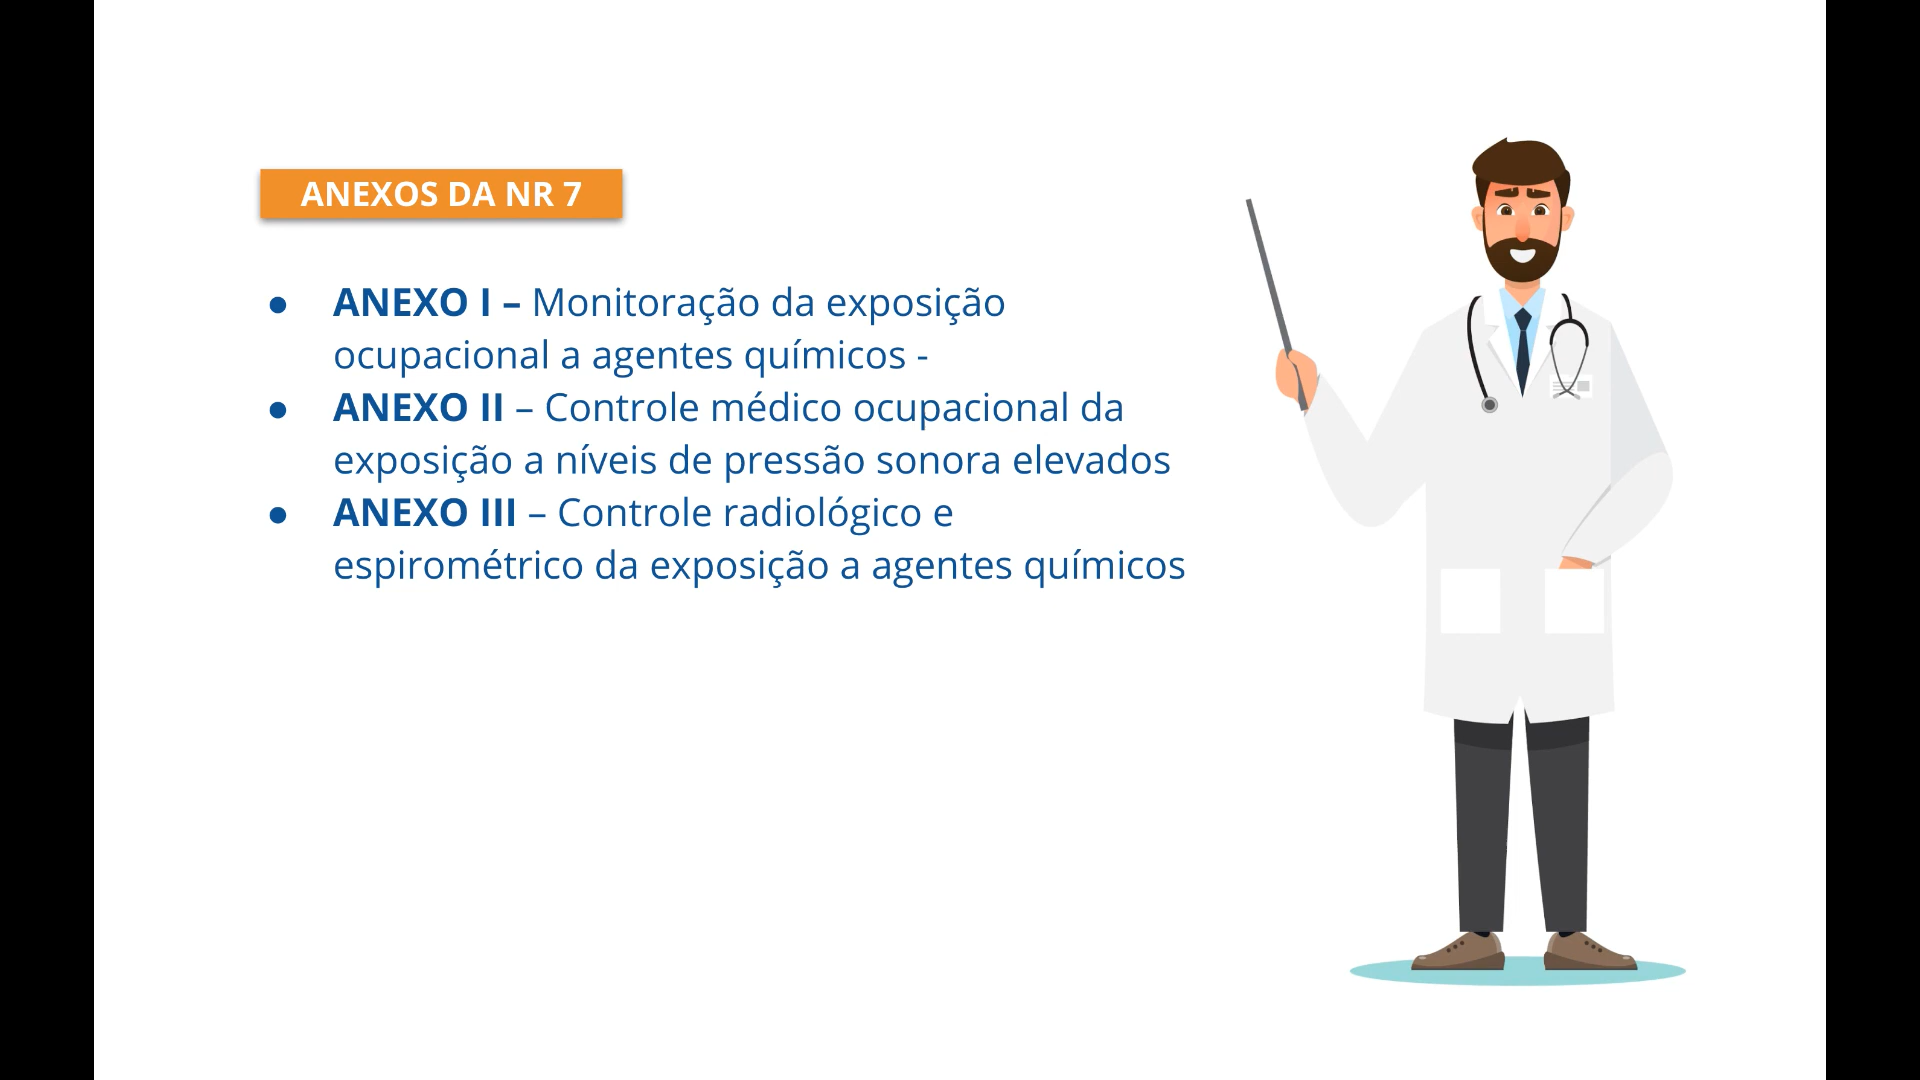 ANEXOS DA NR 7
● ANEXO I – Monitoração da exposição
ocupacional a agentes químicos -
● ANEXO II – Controle médico ocupacional da
exposição a níveis de pressão sonora elevados
● ANEXO III – Controle radiológico e
espirométrico da exposição a agentes químicos